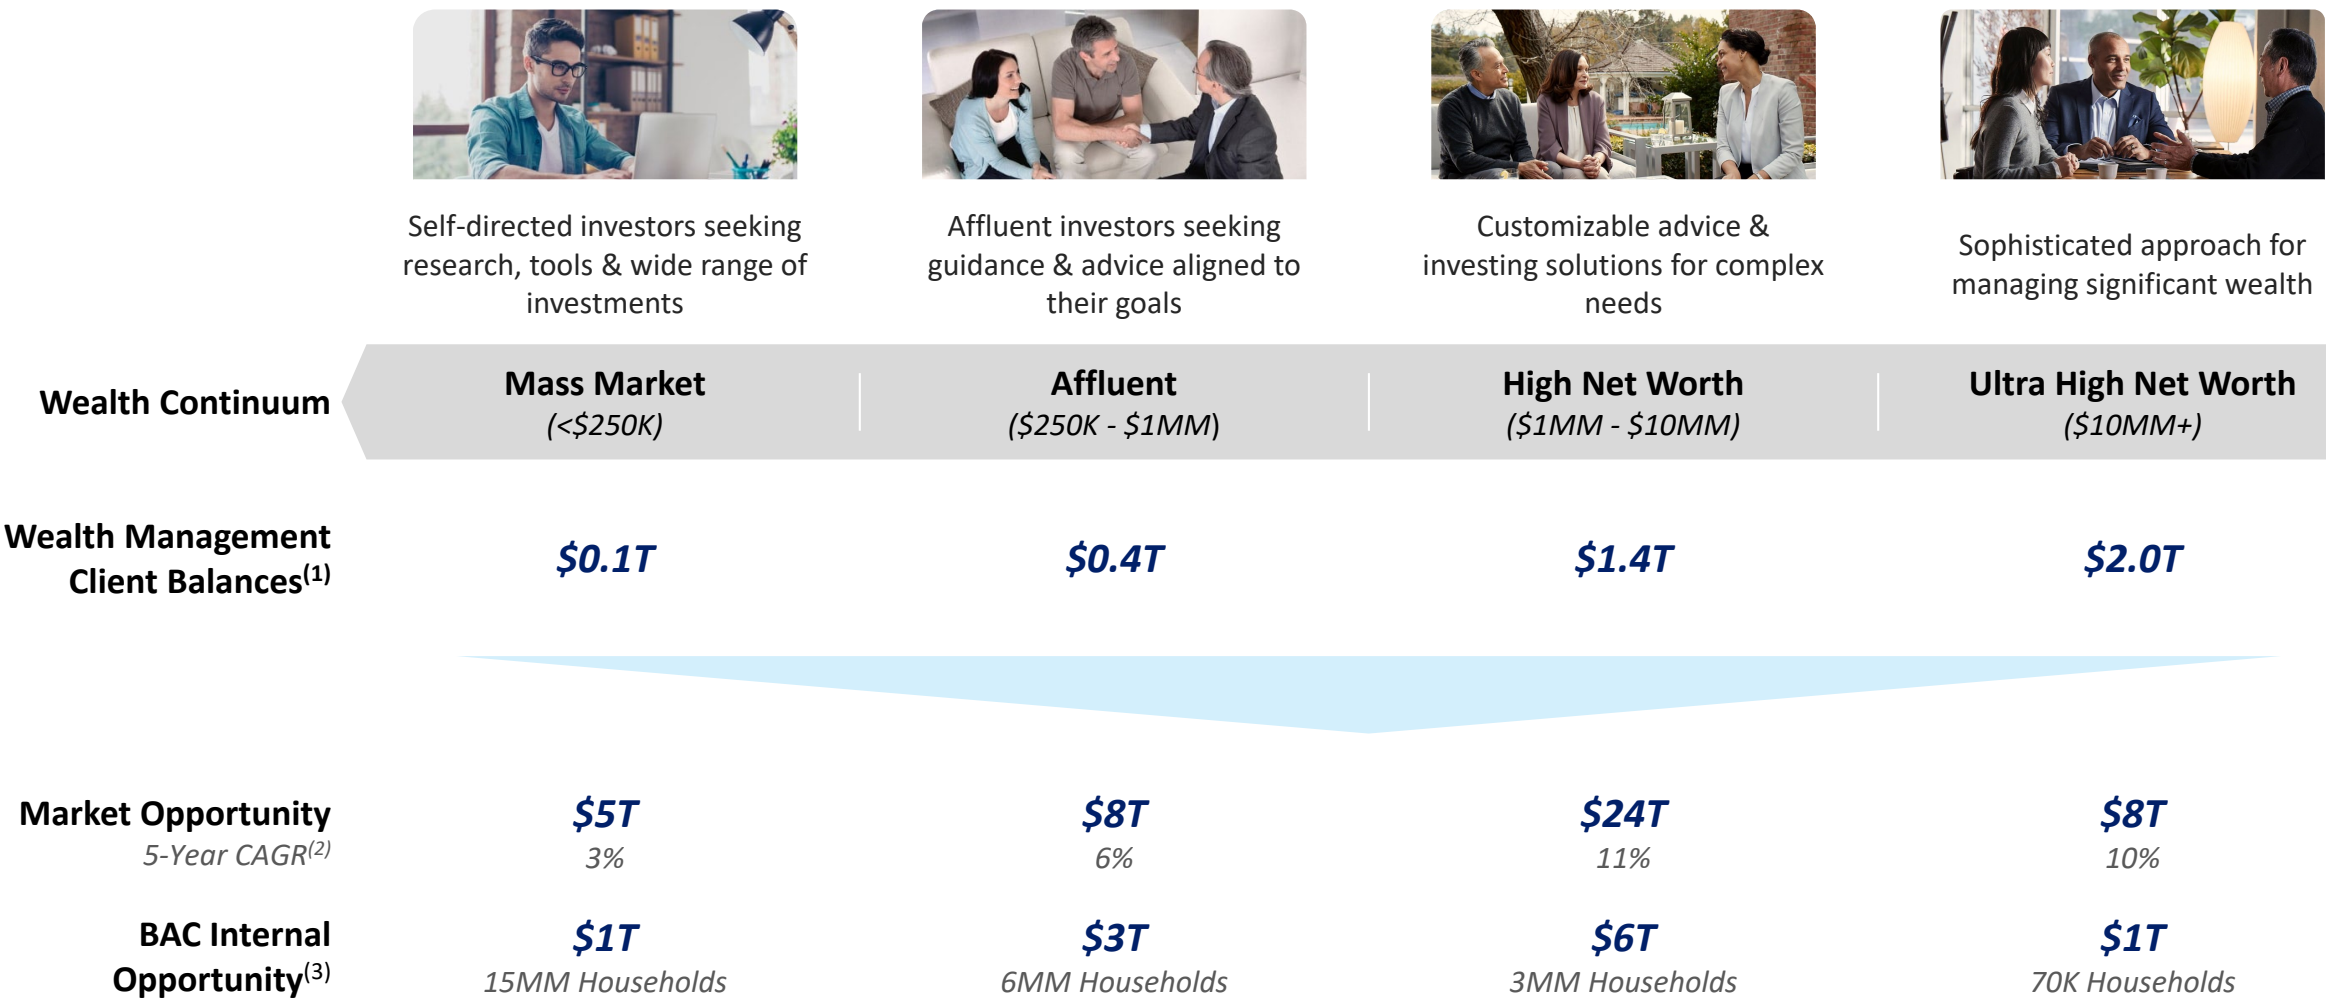 Self-directed investors seeking
research, tools & wide range of
investments
Affluent investors seeking
guidance & advice aligned to
their goals
Customizable advice &
investing solutions for complex
needs
Sophisticated approach for
managing significant wealth
Wealth Continuum
Mass Market
(<$250K)
Affluent
($250K - $1MM)
High Net Worth
($1MM - $10MM)
Ultra High Net Worth
($10MM+)
Wealth Management
Client Balances(1)
$0.1T
$0.4T
$1.4T
$2.0T
Market Opportunity
5-Year CAGR(2)
$5T
3%
$8T
6%
$24T
11%
$8T
10%
BAC Internal
Opportunity(3)
$1T
15MM Households
$3T
6MM Households
$6T
3MM Households
$1T
70K Households